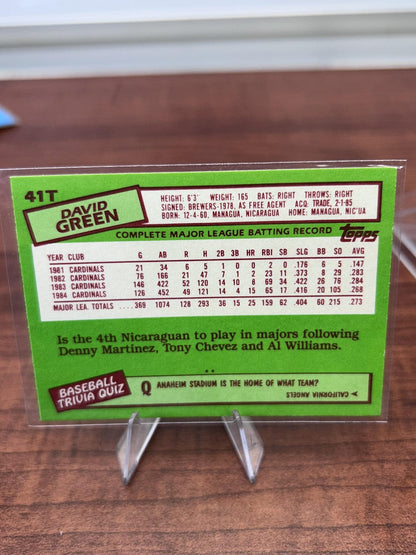 41T
DAVID
GREEN
HEIGHT: 6'3" WEIGHT: 165 BATS: RIGHT THROWS: RIGHT
SIGNED: BREWERS-1978, AS FREE AGENT ACQ: TRADE, 2-1-85
BORN: 12-4-60, MANAGUA, NICARAGUA HOME: MANAGUA, NIC'UA
COMPLETE MAJOR LEAGUE BATTING RECORD Topps
YEAR CLUB G AB R H 2B 3B HR RBI SB SLG BB SO AVG
1981 CARDINALS 21 34 6 5 1 0 0 2 0 .176 6 5 .147
1982 CARDINALS 76 166 21 47 7 1 2 23 11 .373 8 29 .283
1983 CARDINALS 146 422 52 120 14 10 8 69 34 .422 26 76 .284
1984 CARDINALS 126 452 49 121 14 4 15 65 17 .416 20 105 .268
MAJOR LEA. TOTALS ..... 369 1074 128 293 36 15 25 159 62 .404 60 215 .273
Is the 4th Nicaraguan to play in majors following
Denny Martinez, Tony Chevez and Al Williams.
BASEBALL
TRIVIA QUIZ
Q ANAHEIM STADIUM IS THE HOME OF WHAT TEAM?
A CALIFORNIA ANGELS